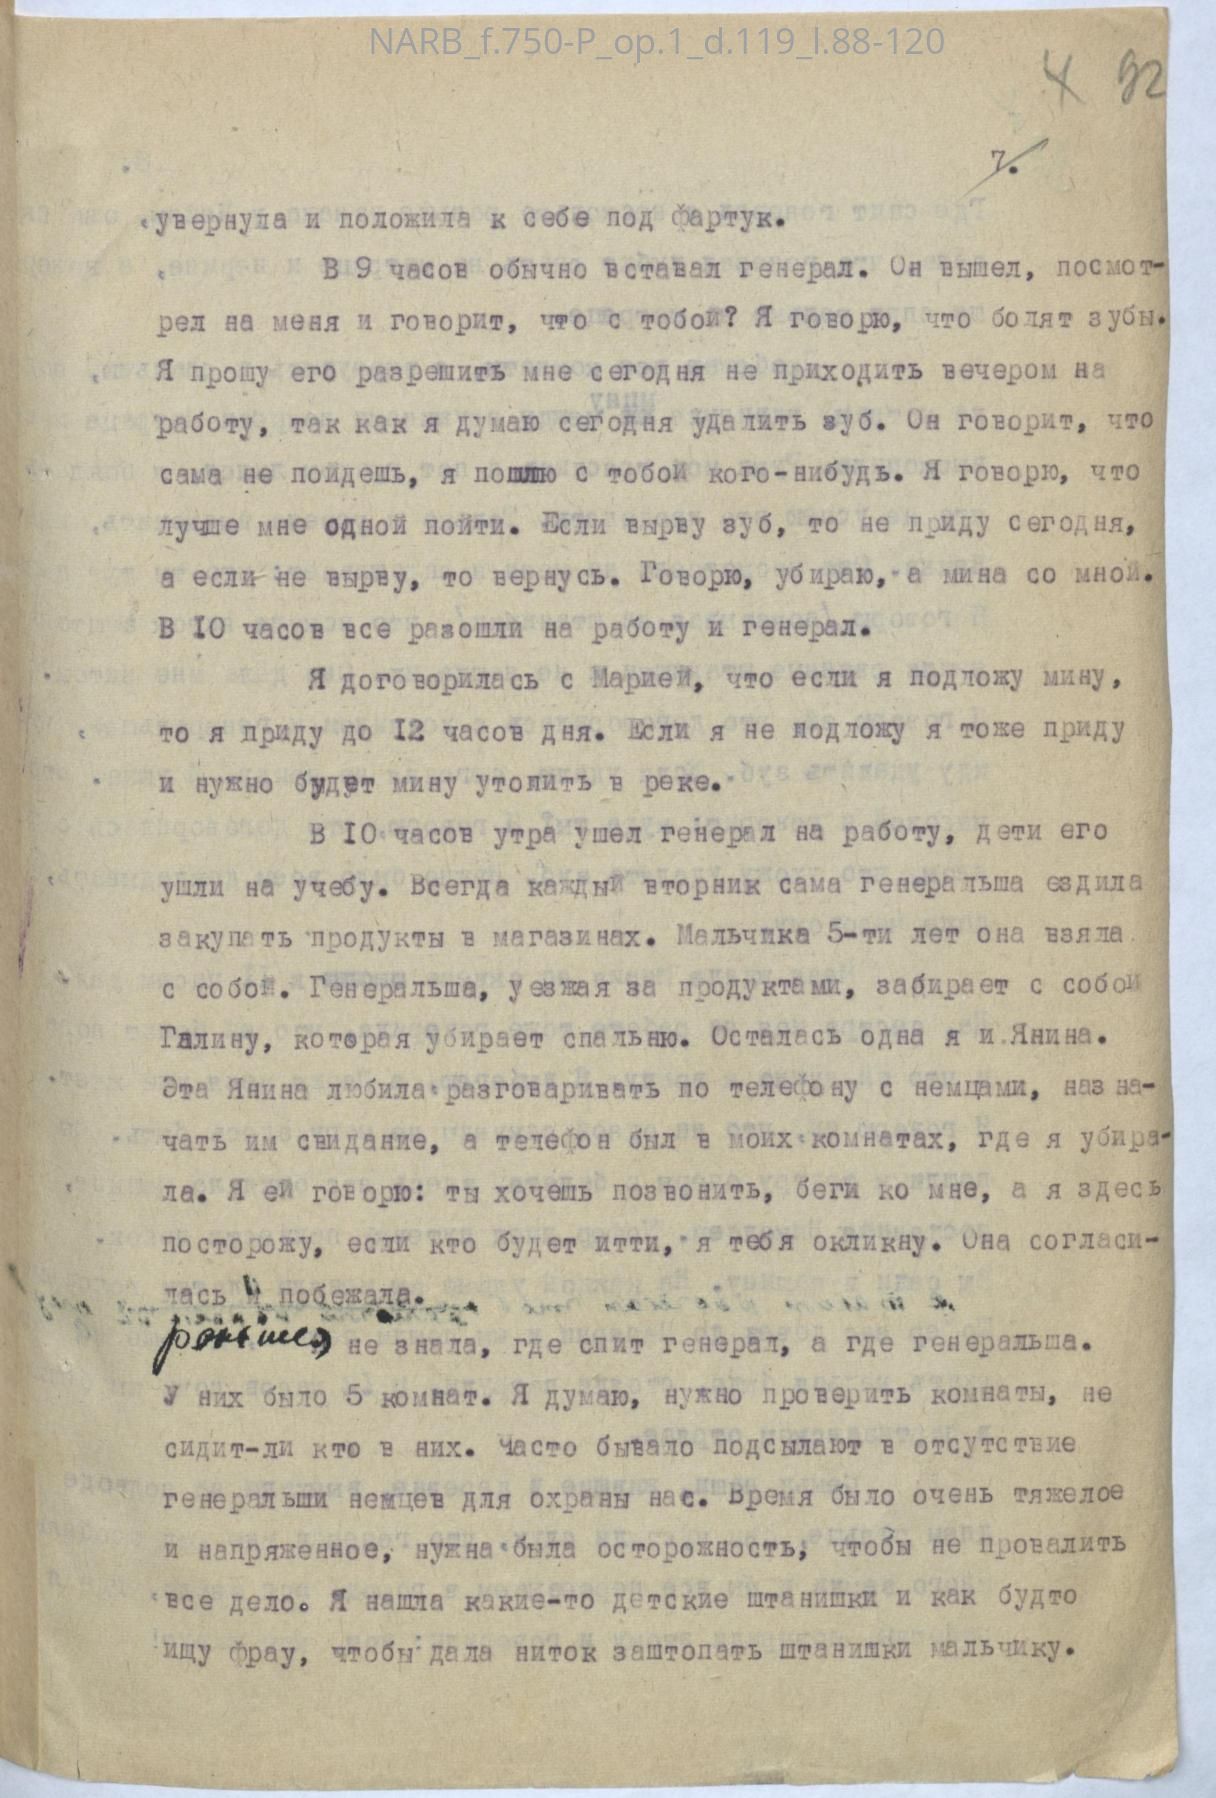 NARB_f.750-P_op.1_d.119_l.88-120
4 92
7.
увернула и положила к себе под фартук.
В 9 часов обычно вставал генерал. Он вышел, посмот-
рел на меня и говорит, что с тобой? Я говорю, что болят зубы.
Я прошу его разрешить мне сегодня не приходить вечером на
работу, так как я думаю сегодня удалить зуб. Он говорит, что
сама не пойдешь, я пошлю с тобой кого-нибудь. Я говорю, что
лучше мне одной пойти. Если вырву зуб, то не приду сегодня,
а если не вырву, то вернусь. Говорю, убираю, а мина со мной.
В 10 часов все разошли на работу и генерал.
Я договорилась с Марией, что если я подложу мину,
то я приду до 12 часов дня. Если я не подложу я тоже приду
и нужно будет мину утопить в реке.
В 10 часов утра ушел генерал на работу, дети его
ушли на учебу. Всегда каждый вторник сама генеральша ездила
закупать продукты в магазинах. Мальчика 5-ти лет она взяла
с собой. Генеральша, уезжая за продуктами, забирает с собой
Галину, которая убирает спальню. Осталась одна я и Янина.
Эта Янина любила разговаривать по телефону с немцами, назна-
чать им свидание, а телефон был в моих комнатах, где я убира-
ла. Я ей говорю: ты хочешь позвонить, беги ко мне, а я здесь
посторожу, если кто будет итти, я тебя окликну. Она согласи-
лась и побежала.
не знала, где спит генерал, а где генеральша.
У них было 5 комнат. Я думаю, нужно проверить комнаты, не
сидит-ли кто в них. Часто бывало подсылают в отсутствие
генеральши немцев для охраны нас. Время было очень тяжелое
и напряженное, нужна была осторожность, чтобы не провалить
все дело. Я нашла какие-то детские штанишки и как будто
ищу фрау, чтобы дала ниток заштопать штанишки мальчику.